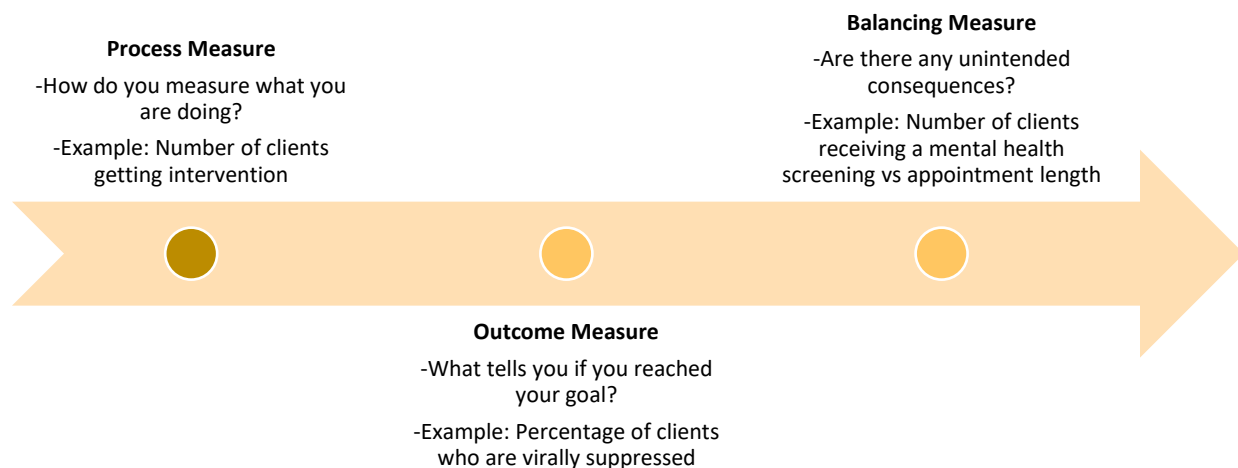 Process Measure
-How do you measure what you
are doing?
-Example: Number of clients
getting intervention
Outcome Measure
-What tells you if you reached
your goal?
-Example: Percentage of clients
who are virally suppressed
Balancing Measure
-Are there any unintended
consequences?
-Example: Number of clients
receiving a mental health
screening vs appointment length